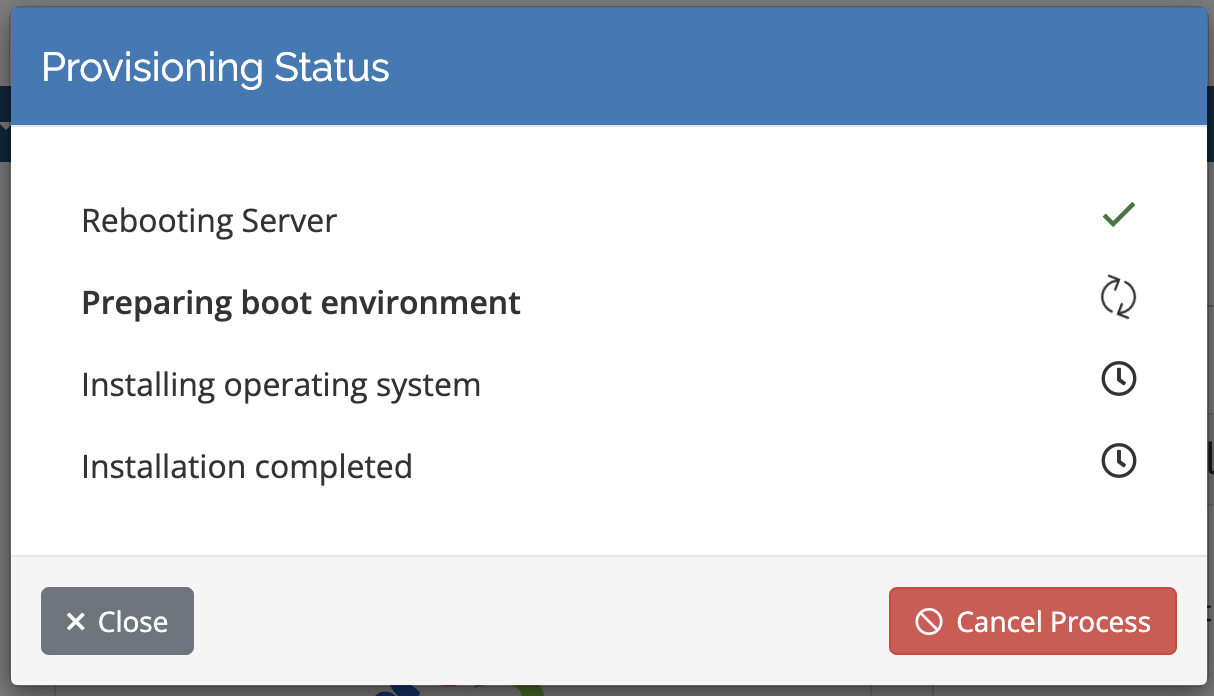 Provisioning Status
Rebooting Server
Preparing boot environment
Installing operating system
Installation completed
Close
Cancel Process